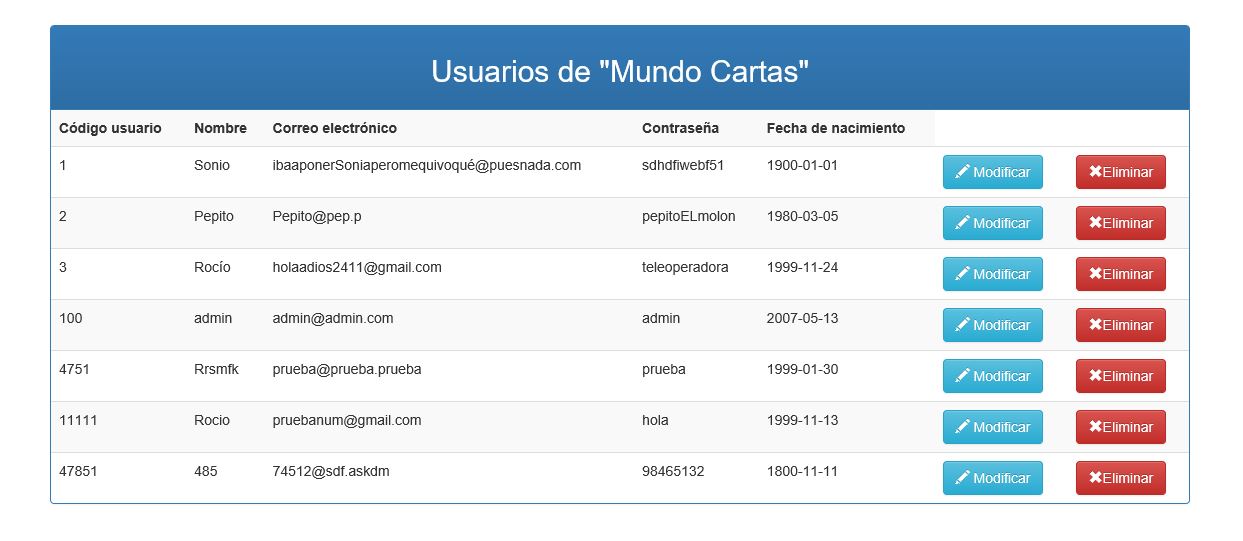 Usuarios de "Mundo Cartas"
Código usuario Nombre Correo electrónico Contraseña Fecha de nacimiento
1 Sonio ibaaponerSoniaperomequivoqué@puesnada.com sdhdfiwebf51 1900-01-01 Modificar Eliminar
2 Pepito Pepito@pep.p pepitoELmolon 1980-03-05 Modificar Eliminar
3 Rocío holaadios2411@gmail.com teleoperadora 1999-11-24 Modificar Eliminar
100 admin admin@admin.com admin 2007-05-13 Modificar Eliminar
4751 Rrsmfk prueba@prueba.prueba prueba 1999-01-30 Modificar Eliminar
11111 Rocio pruebanum@gmail.com hola 1999-11-13 Modificar Eliminar
47851 485 74512@sdf.askdm 98465132 1800-11-11 Modificar Eliminar